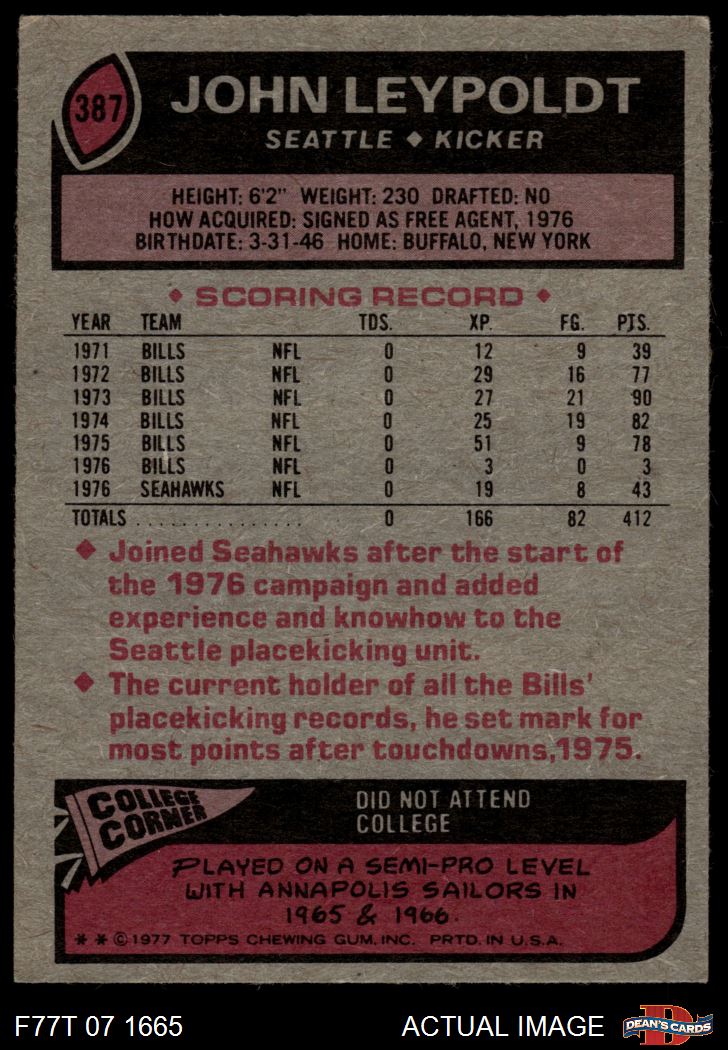 387
JOHN LEYPOLDT
SEATTLE ◆ KICKER
HEIGHT: 6'2" WEIGHT: 230 DRAFTED: NO
HOW ACQUIRED: SIGNED AS FREE AGENT, 1976
BIRTHDATE: 3-31-46 HOME: BUFFALO, NEW YORK
◆ SCORING RECORD ◆
YEAR TEAM TDS. XP. FG. PTS.
1971 BILLS NFL 0 12 9 39
1972 BILLS NFL 0 29 16 77
1973 BILLS NFL 0 27 21 90
1974 BILLS NFL 0 25 19 82
1975 BILLS NFL 0 51 9 78
1976 BILLS NFL 0 3 0 3
1976 SEAHAWKS NFL 0 19 8 43
TOTALS . . . . . . . . . . . . . . . . 0 166 82 412
◆ Joined Seahawks after the start of
the 1976 campaign and added
experience and knowhow to the
Seattle placekicking unit.
◆ The current holder of all the Bills'
placekicking records, he set mark for
most points after touchdowns,1975.
COLLEGE
CORNER
DID NOT ATTEND
COLLEGE
PLAYED ON A SEMI-PRO LEVEL
WITH ANNAPOLIS SAILORS IN
1965 & 1966.
* * © 1977 TOPPS CHEWING GUM, INC. PRTD. IN U.S.A.
F77T 07 1665 ACTUAL IMAGE
D
DEAN'S CARDS